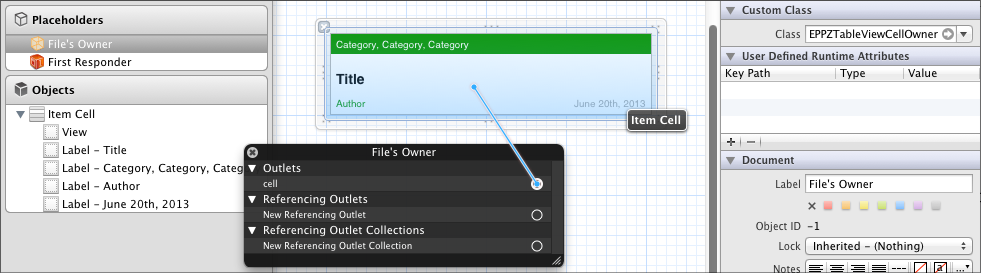 Placeholders
File's Owner
First Responder
Objects
Item Cell
View
Label – Title
Label – Category, Category, Categ
Label – Author
Label – June 20th, 2013
Category, Category, Category
Title
Author
June 20th, 2013
Item Cell
File's Owner
Outlets
cell
Referencing Outlets
New Referencing Outlet
Referencing Outlet Collections
New Referencing Outlet Collection
Custom Class
Class EPPZTableViewCellOwner
User Defined Runtime Attributes
Key Path Type Value
Document
Label File's Owner
Object ID -1
Lock Inherited - (Nothing)
Notes